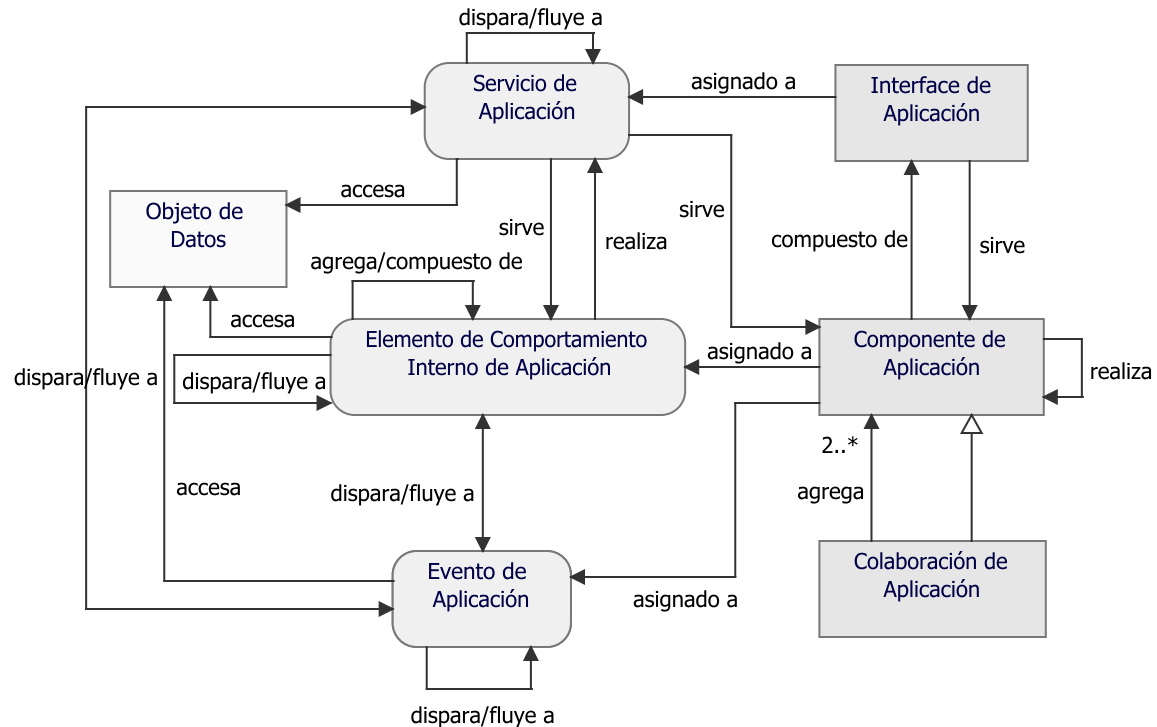 dispara/fluye a
Servicio de
Aplicación
asignado a
Interface de
Aplicación
accesa
Objeto de
Datos
sirve
realiza
sirve
compuesto de
sirve
agrega/compuesto de
accesa
Elemento de Comportamiento
Interno de Aplicación
asignado a
Componente de
Aplicación
realiza
dispara/fluye a
dispara/fluye a
2..*
accesa
dispara/fluye a
agrega
Evento de
Aplicación
asignado a
Colaboración de
Aplicación
dispara/fluye a